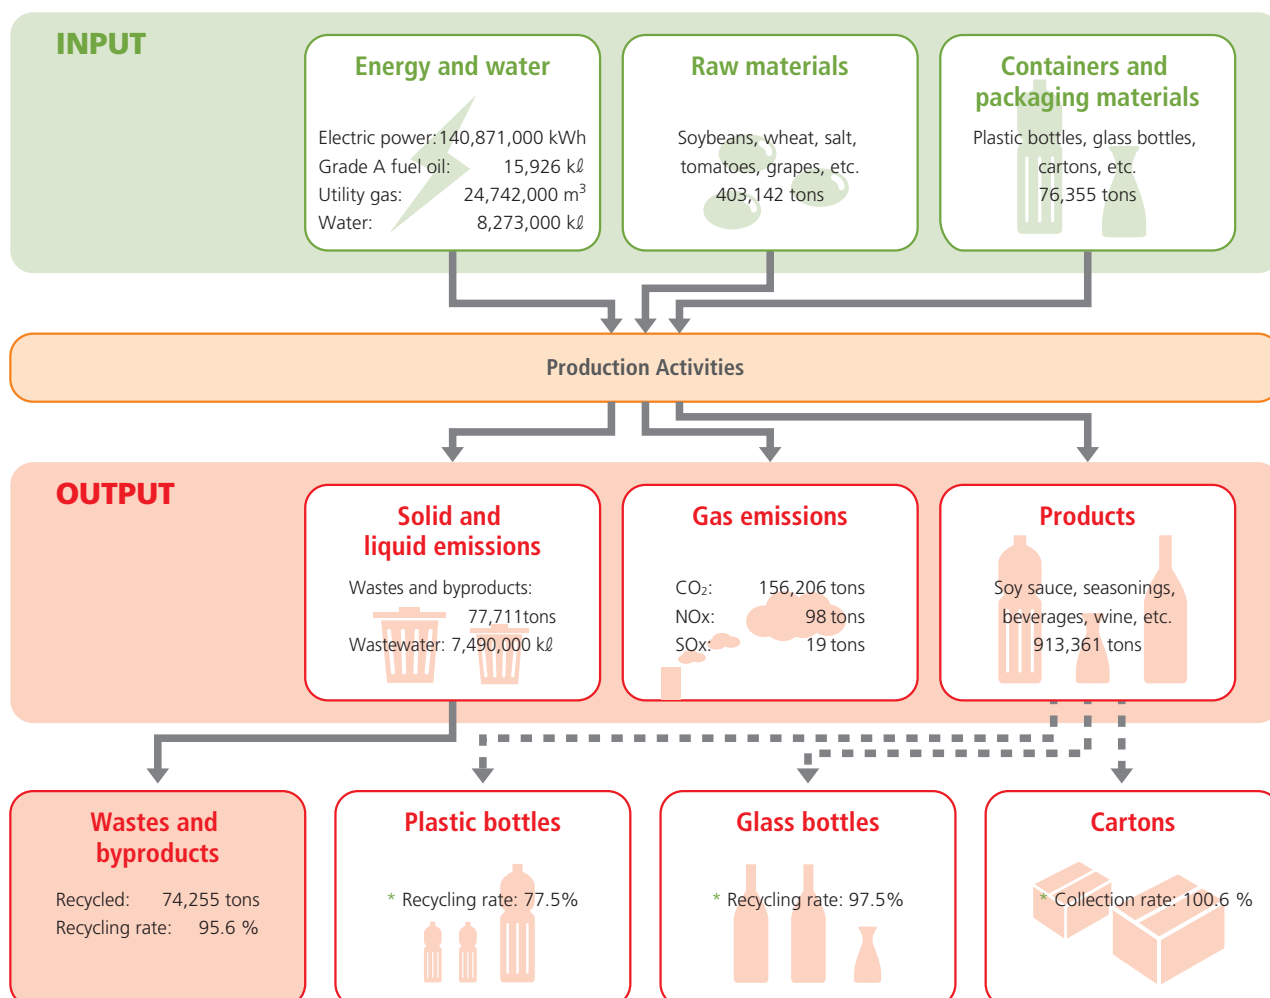 INPUT
Energy and water
Electric power: 140,871,000 kWh
Grade A fuel oil: 15,926 kℓ
Utility gas: 24,742,000 m³
Water: 8,273,000 kℓ
Raw materials
Soybeans, wheat, salt,
tomatoes, grapes, etc.
403,142 tons
Containers and
packaging materials
Plastic bottles, glass bottles,
cartons, etc.
76,355 tons
Production Activities
OUTPUT
Solid and
liquid emissions
Wastes and byproducts:
77,711tons
Wastewater: 7,490,000 kℓ
Gas emissions
CO₂: 156,206 tons
NOx: 98 tons
SOx: 19 tons
Products
Soy sauce, seasonings,
beverages, wine, etc.
913,361 tons
Wastes and
byproducts
Recycled: 74,255 tons
Recycling rate: 95.6 %
Plastic bottles
* Recycling rate: 77.5%
Glass bottles
* Recycling rate: 97.5%
Cartons
* Collection rate: 100.6 %